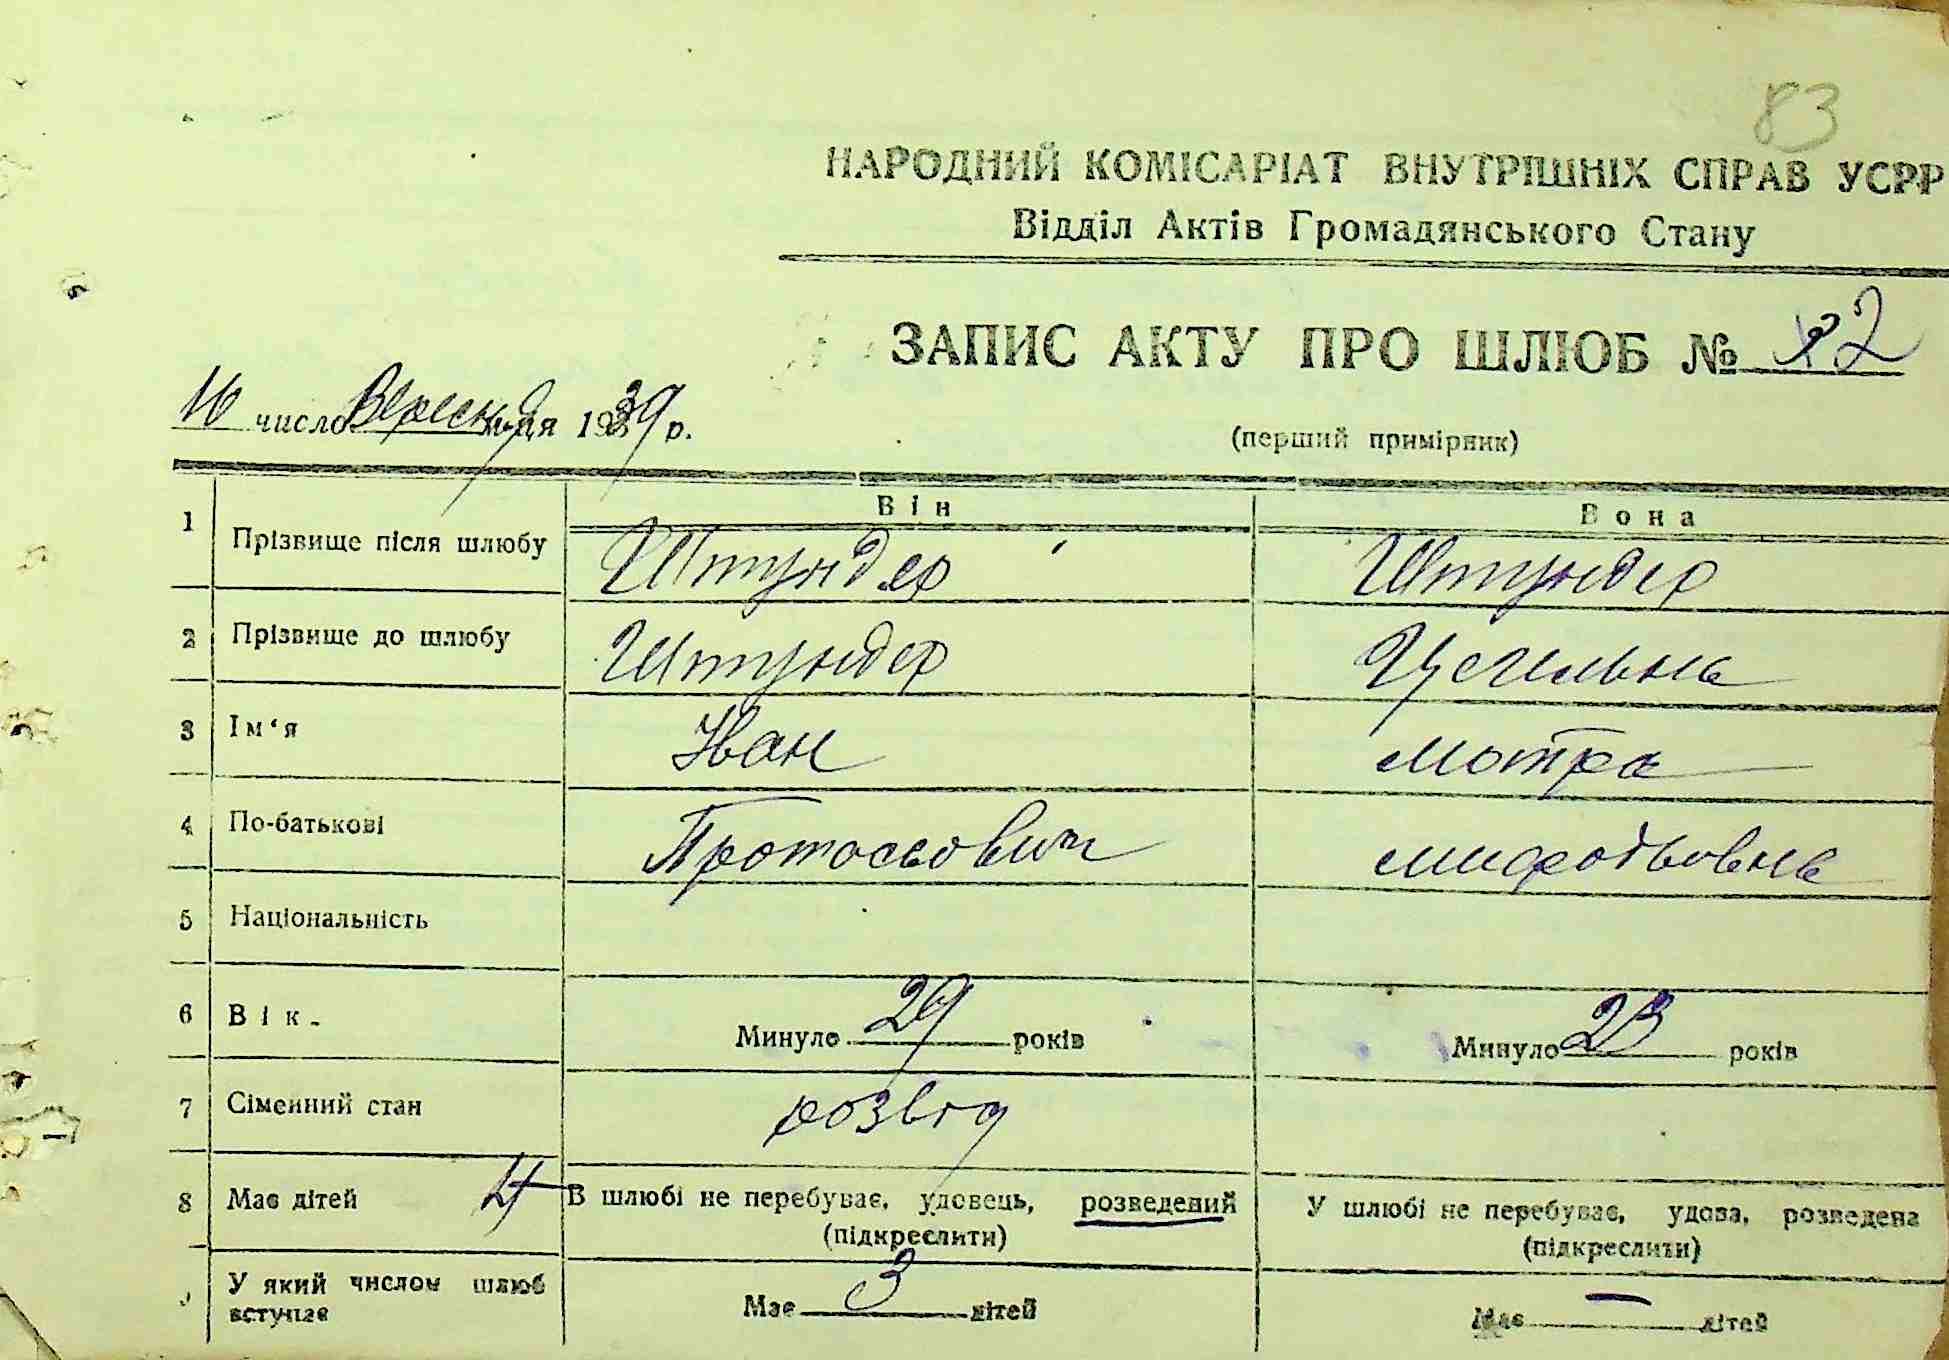 83
НАРОДНИЙ КОМІСАРІАТ ВНУТРІШНІХ СПРАВ УСРР
Відділ Актів Громадянського Стану
ЗАПИС АКТУ ПРО ШЛЮБ №
(перший примірник)
16 число Вересня 1939 р.
Він Вона
1 Прізвище після шлюбу Штундер Штундер
2 Прізвище до шлюбу Штундер
3 Ім‘я Іван Мотра
4 По-батькові Протасьович Мифодьовна
5 Національність
6 Вік. Минуло 29 років Минуло 23 років
7 Сімейний стан розвід
8 Має дітей 4 В шлюбі не перебуває, удовець, розведений У шлюбі не перебуває, удова, розведена
(підкреслити) (підкреслити)
У який числом шлюб вступає Має 3 дітей Має — дітей